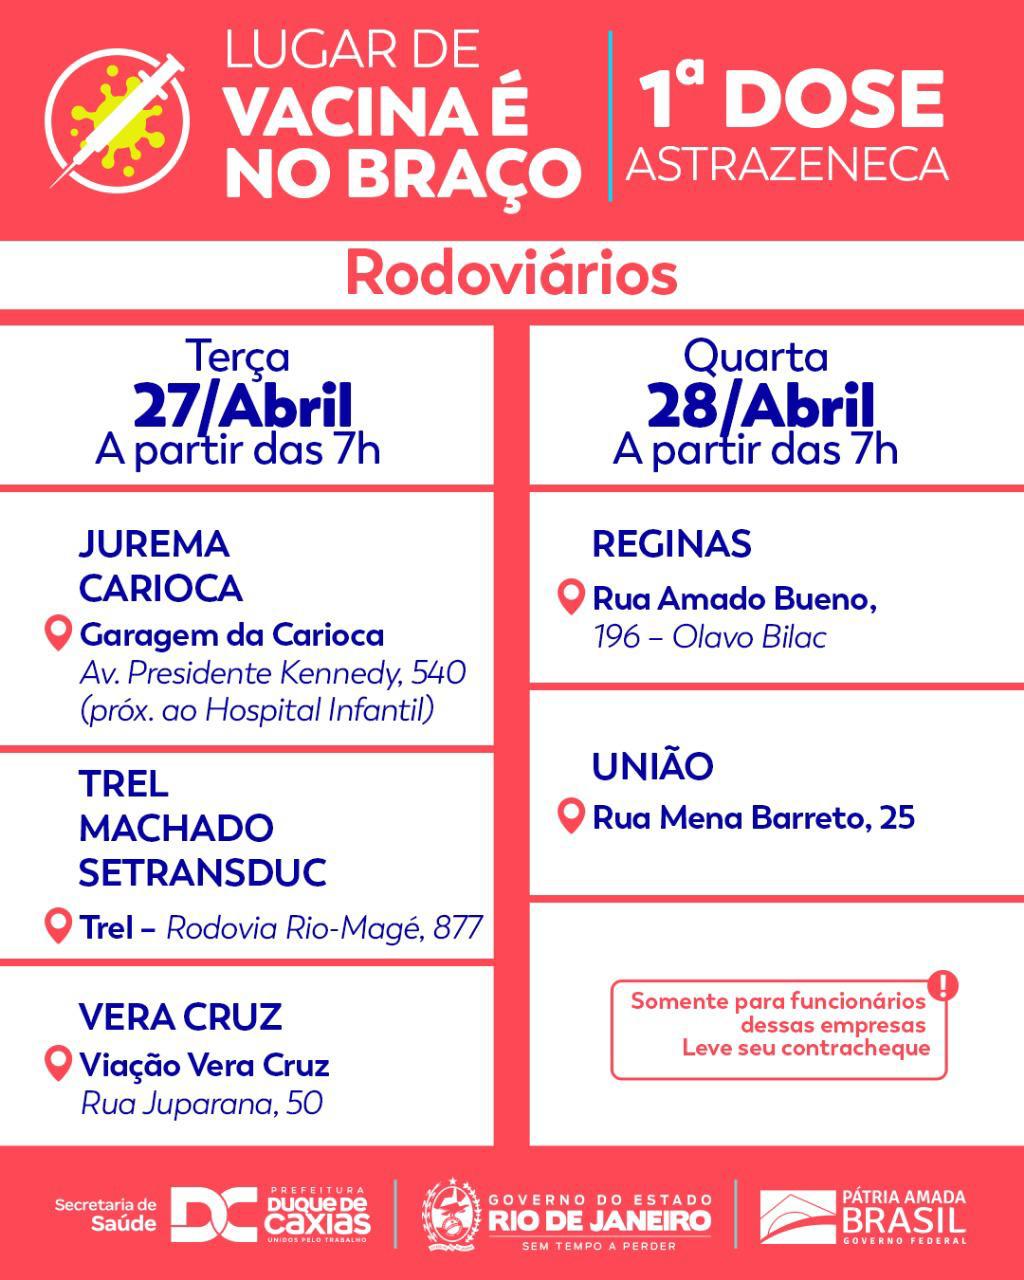 LUGAR DE
VACINA É
NO BRAÇO
1ª DOSE
ASTRAZENECA
Rodoviários
Terça
27/Abril
A partir das 7h
JUREMA
CARIOCA
Garagem da Carioca
Av. Presidente Kennedy, 540
(próx. ao Hospital Infantil)
TREL
MACHADO
SETRANSDUC
Trel – Rodovia Rio-Magé, 877
VERA CRUZ
Viação Vera Cruz
Rua Juparana, 50
Quarta
28/Abril
A partir das 7h
REGINAS
Rua Amado Bueno,
196 – Olavo Bilac
UNIÃO
Rua Mena Barreto, 25
!
Somente para funcionários
dessas empresas
Leve seu contracheque
Secretaria de
Saúde
DC
PREFEITURA
DUQUE DE
CAXIAS
UNIDOS PELO TRABALHO
GOVERNO DO ESTADO
RIO DE JANEIRO
SEM TEMPO A PERDER
PÁTRIA AMADA
BRASIL
GOVERNO FEDERAL